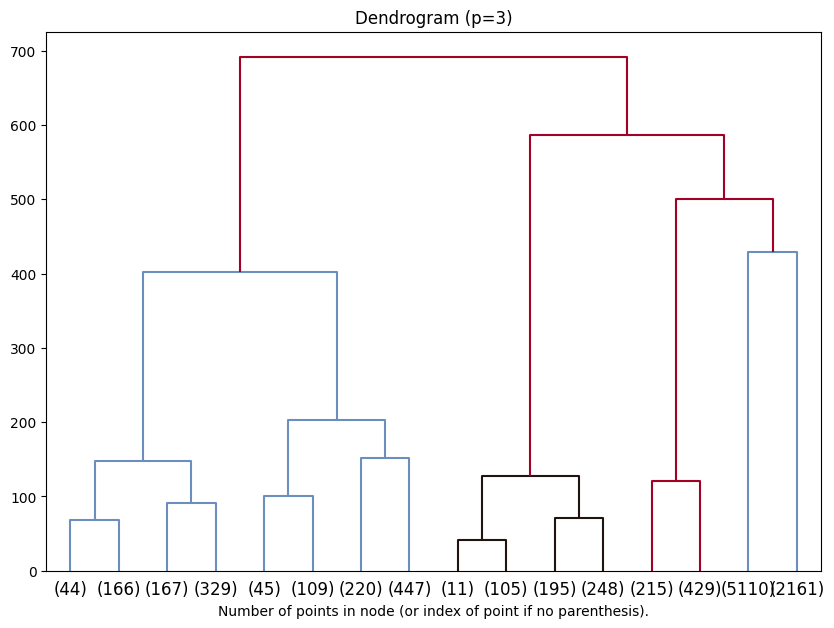 Dendrogram (p=3)
700
600
500
400
300
200
100
0
(44) (166) (167) (329) (45) (109) (220) (447) (11) (105) (195) (248) (215) (429) (5110) (2161)
Number of points in node (or index of point if no parenthesis).